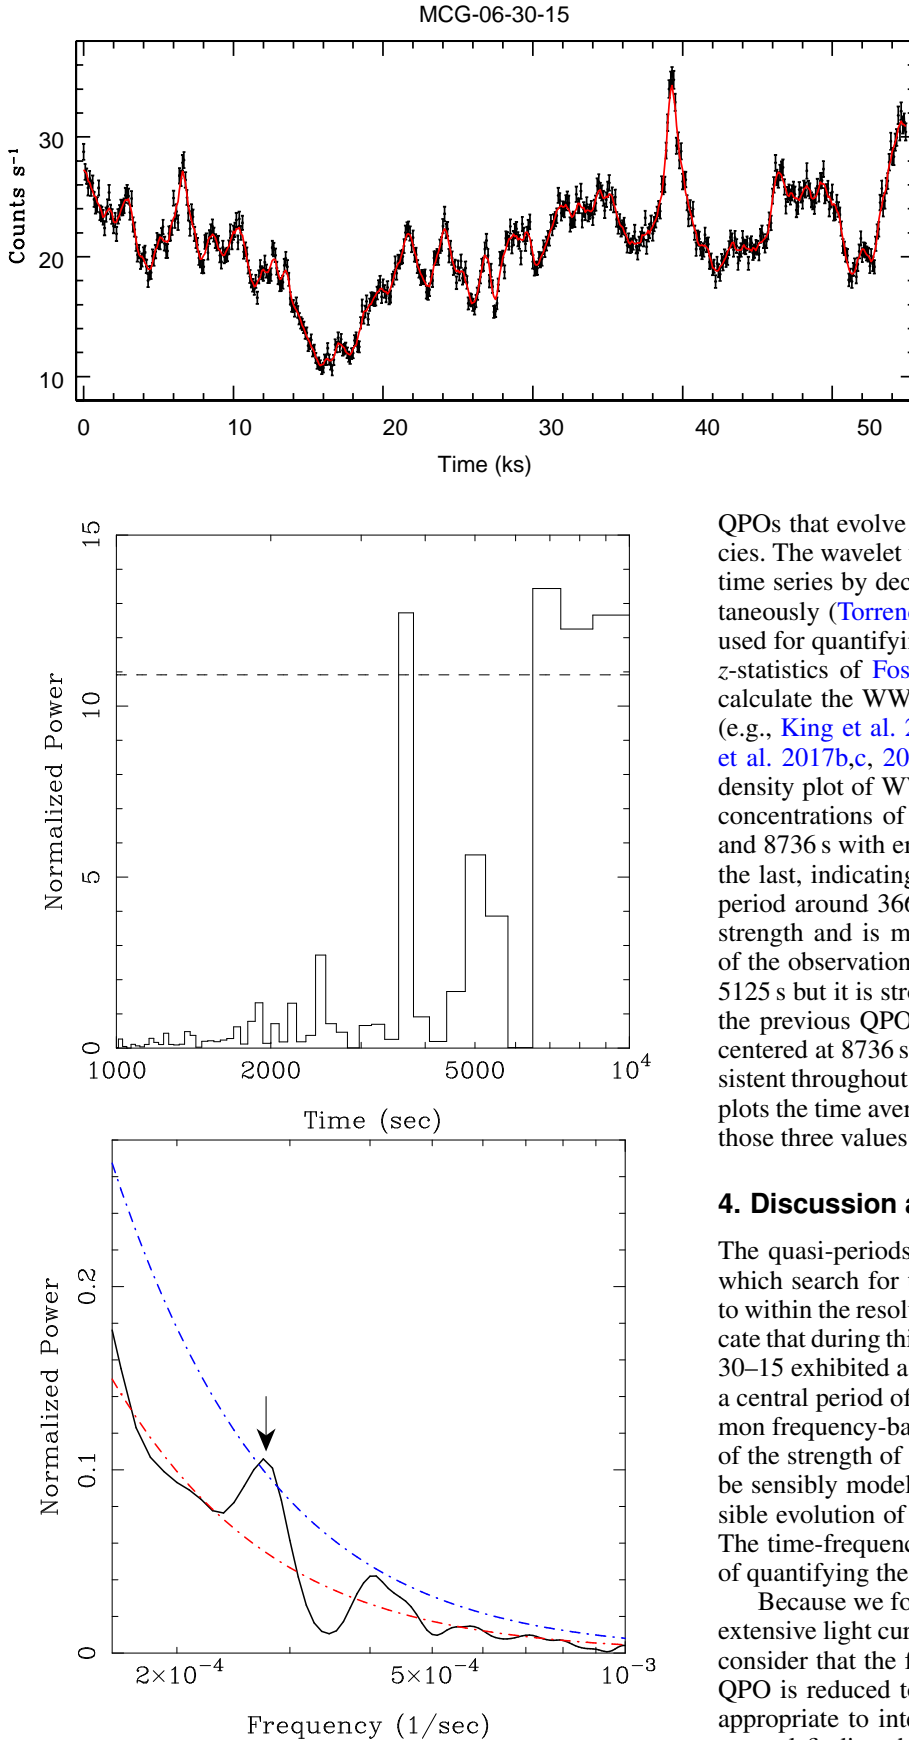 MCG-06-30-15
30
20
10
Counts s⁻¹
0 10 20 30 40 50
Time (ks)
15
10
5
0
Normalized Power
1000 2000 5000 10⁴
Time (sec)
0.2
0.1
0
Normalized Power
2×10⁻⁴ 5×10⁻⁴ 10⁻³
Frequency (1/sec)
QPOs that evolve
cies. The wavelet
time series by dec
taneously (Torrenc
used for quantifyin
z-statistics of Fos
calculate the WW
(e.g., King et al. 2
et al. 2017b,c, 20
density plot of W
concentrations of
and 8736 s with er
the last, indicating
period around 366
strength and is m
of the observation
5125 s but it is stro
the previous QPO
centered at 8736 s
sistent throughout
plots the time aver
those three values
4. Discussion a
The quasi-periods
which search for
to within the resol
cate that during thi
30–15 exhibited a
a central period of
mon frequency-ba
of the strength of
be sensibly model
sible evolution of
The time-frequenc
of quantifying the
Because we fo
extensive light cur
consider that the f
QPO is reduced to
appropriate to inte